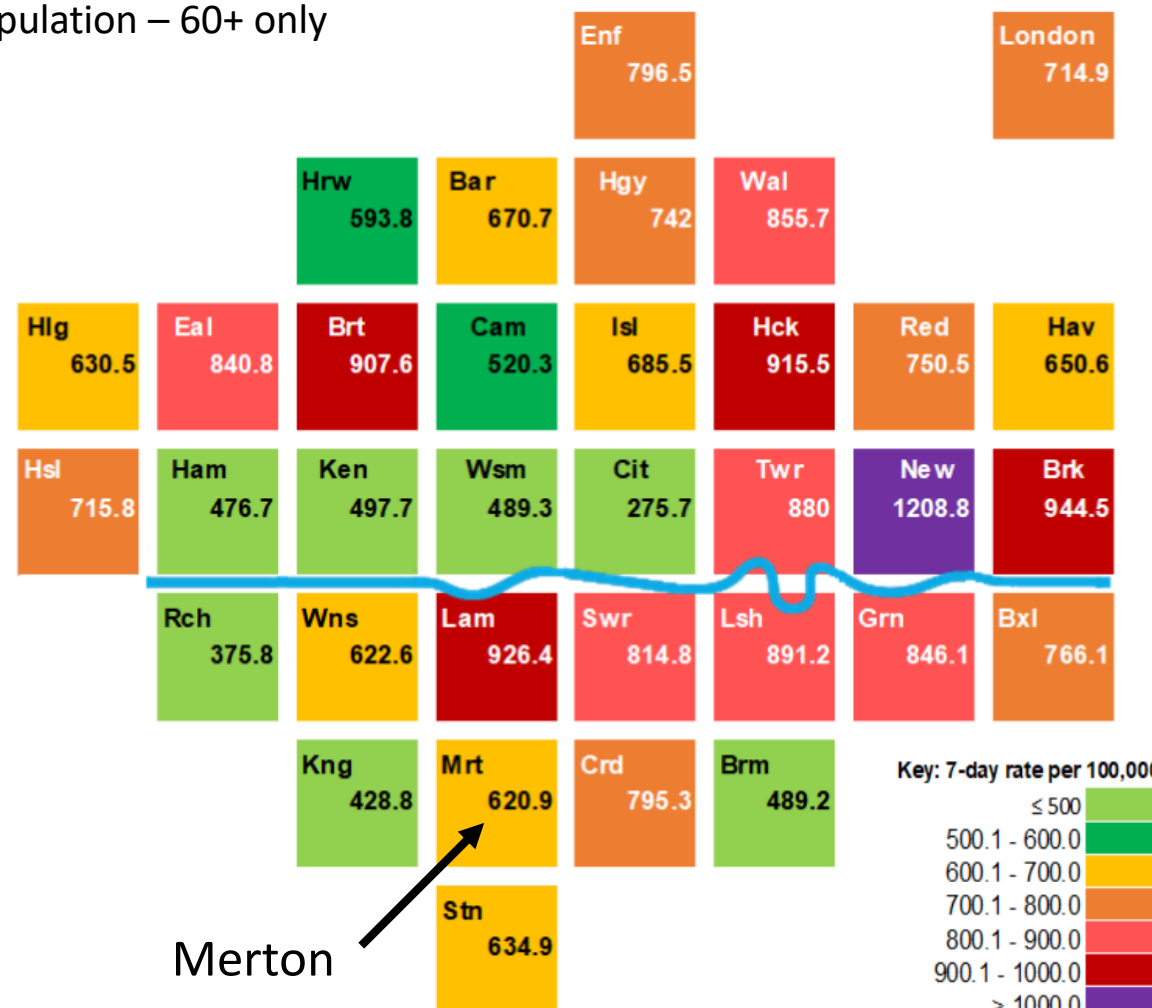 pulation – 60+ only
Enf
796.5
London
714.9
Hrw
593.8
Bar
670.7
Hgy
742
Wal
855.7
Hlg
630.5
Eal
840.8
Brt
907.6
Cam
520.3
Isl
685.5
Hck
915.5
Red
750.5
Hav
650.6
Hsl
715.8
Ham
476.7
Ken
497.7
Wsm
489.3
Cit
275.7
Twr
880
New
1208.8
Brk
944.5
Rch
375.8
Wns
622.6
Lam
926.4
Swr
814.8
Lsh
891.2
Grn
846.1
Bxl
766.1
Kng
428.8
Mrt
620.9
Crd
795.3
Brm
489.2
Stn
634.9
Merton
Key: 7-day rate per 100,000
≤ 500
500.1 - 600.0
600.1 - 700.0
700.1 - 800.0
800.1 - 900.0
900.1 - 1000.0
> 1000.0